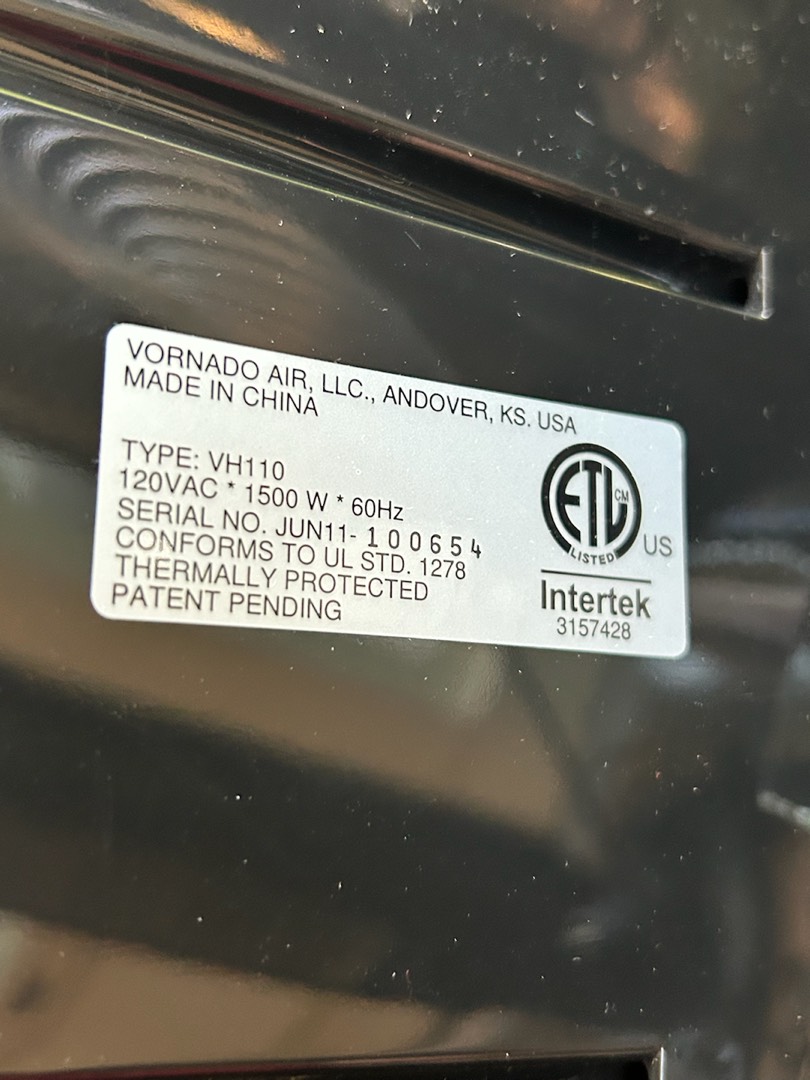 VORNADO AIR, LLC., ANDOVER, KS. USA
MADE IN CHINA
TYPE: VH110
120VAC * 1500 W * 60Hz
SERIAL NO. JUN11-100654
CONFORMS TO UL STD. 1278
THERMALLY PROTECTED
PATENT PENDING
ETL CM
LISTED
US
Intertek
3157428